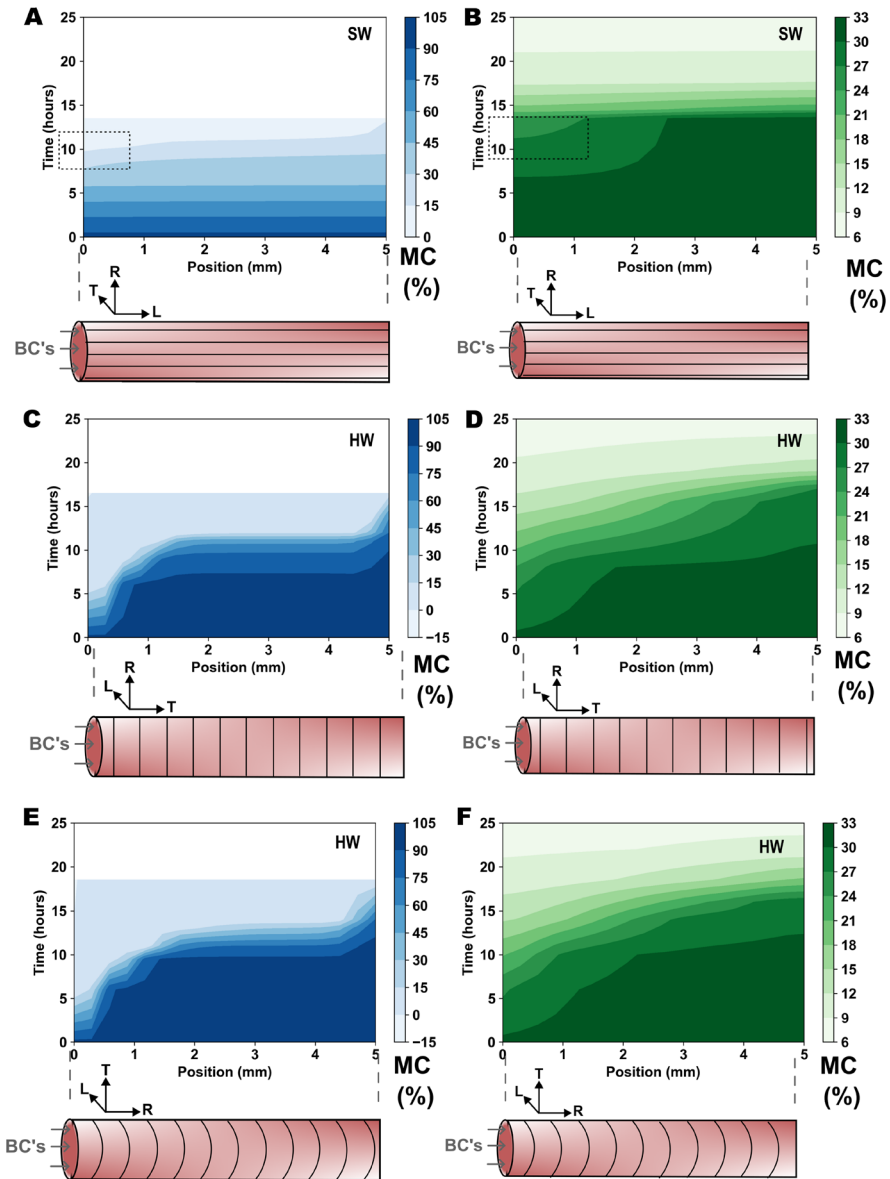 A
SW
Time (hours)
25
20
15
10
5
0
0 1 2 3 4 5
Position (mm)
105
90
75
60
45
30
15
0
MC
(%)
R
T
L
BC's
B
SW
Time (hours)
25
20
15
10
5
0
0 1 2 3 4 5
Position (mm)
33
30
27
24
21
18
15
12
9
6
MC
(%)
R
T
L
BC's
C
HW
Time (hours)
25
20
15
10
5
0
0 1 2 3 4 5
Position (mm)
105
90
75
60
45
30
15
0
−15
MC
(%)
R
L
T
BC's
D
HW
Time (hours)
25
20
15
10
5
0
0 1 2 3 4 5
Position (mm)
33
30
27
24
21
18
15
12
9
6
MC
(%)
R
L
T
BC's
E
HW
Time (hours)
25
20
15
10
5
0
0 1 2 3 4 5
Position (mm)
105
90
75
60
45
30
15
0
−15
MC
(%)
T
L
R
BC's
F
HW
Time (hours)
25
20
15
10
5
0
0 1 2 3 4 5
Position (mm)
33
30
27
24
21
18
15
12
9
6
MC
(%)
T
L
R
BC's